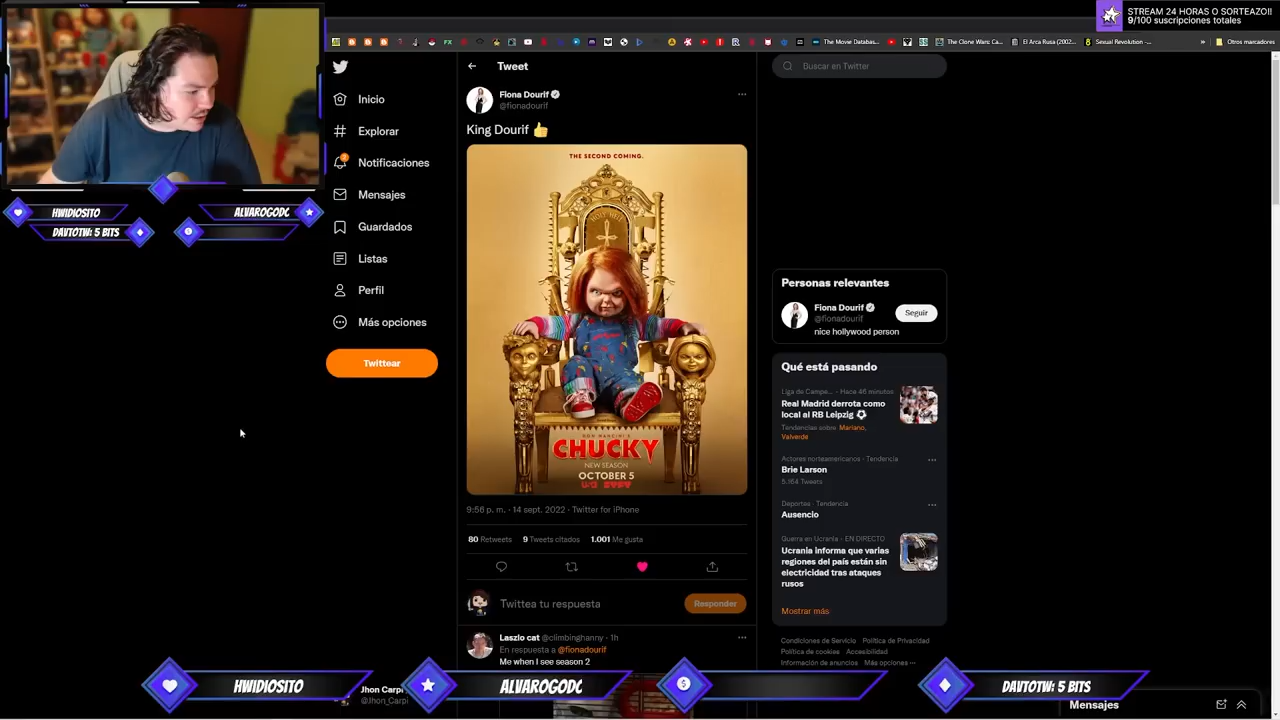 STREAM 24 HORAS O SORTEAZO!!
9/100 suscripciones totales
The Movie Databas...
The Clone Wars: Ca...
El Arca Rusa (2002...
Sexual Revolution -...
»
Otros marcadores
HWIDIOSITO
ALVAROGODC
DAVTOTW: 5 BITS
Inicio
Explorar
2
Notificaciones
Mensajes
Guardados
Listas
Perfil
Más opciones
Twittear
Tweet
Fiona Dourif
@fionadourif
King Dourif 👍
THE SECOND COMING.
HOLY HELL
DON MANCINI'S
CHUCKY
NEW SEASON
OCTOBER 5
USA SYFY
9:56 p. m. · 14 sept. 2022 · Twitter for iPhone
80 Retweets 9 Tweets citados 1.001 Me gusta
Twittea tu respuesta
Responder
Laszlo cat @climbinghanny · 1h
En respuesta a @fionadourif
Me when I see season 2
Buscar en Twitter
Personas relevantes
Fiona Dourif
@fionadourif
Seguir
nice hollywood person
Qué está pasando
Liga de Campe... · Hace 46 minutos
Real Madrid derrota como
local al RB Leipzig ⚽
Tendencias sobre Mariano,
Valverde
Actores norteamericanos · Tendencia
Brie Larson
5.164 Tweets
Deportes · Tendencia
Ausencio
Guerra en Ucrania · EN DIRECTO
Ucrania informa que varias
regiones del país están sin
electricidad tras ataques
rusos
Mostrar más
Condiciones de Servicio Política de Privacidad
Política de cookies Accesibilidad
Información de anuncios Más opciones ···
HWIDIOSITO
Jhon Carpi
@Jhon_Carpi
ALVAROGODC
DAVTOTW: 5 BITS
Mensajes